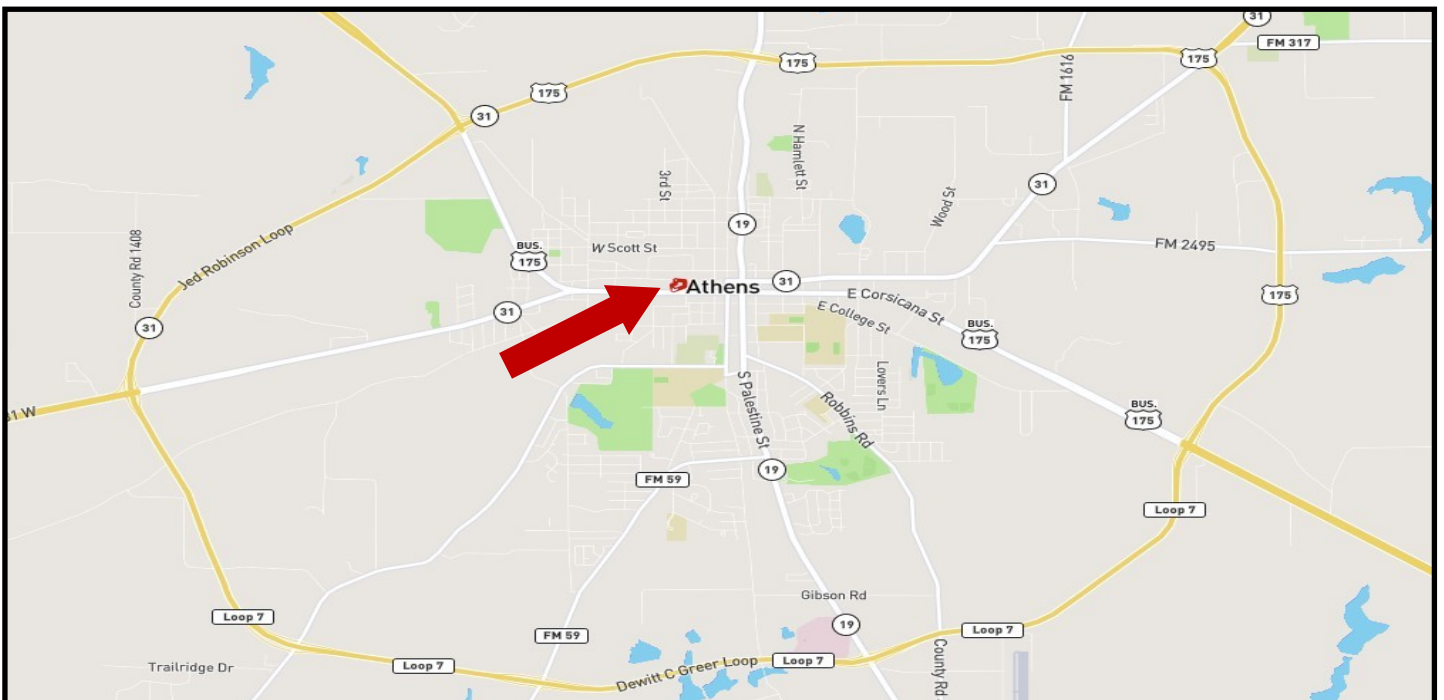 31
FM 317
175
175
175
31
FM 1616
N Hamlett St
3rd St
31
Wood St
19
County Rd 1408
Jed Robinson Loop
W Scott St
BUS.
175
FM 2495
Athens
31
175
E Corsicana St
31
E College St
31
BUS.
175
Lovers Ln
S Palestine St
Robbins Rd
BUS.
175
31 W
19
FM 59
Loop 7
Gibson Rd
Loop 7
19
Loop 7
FM 59
County Rd
Trailridge Dr
Loop 7
Dewitt C Greer Loop
Loop 7